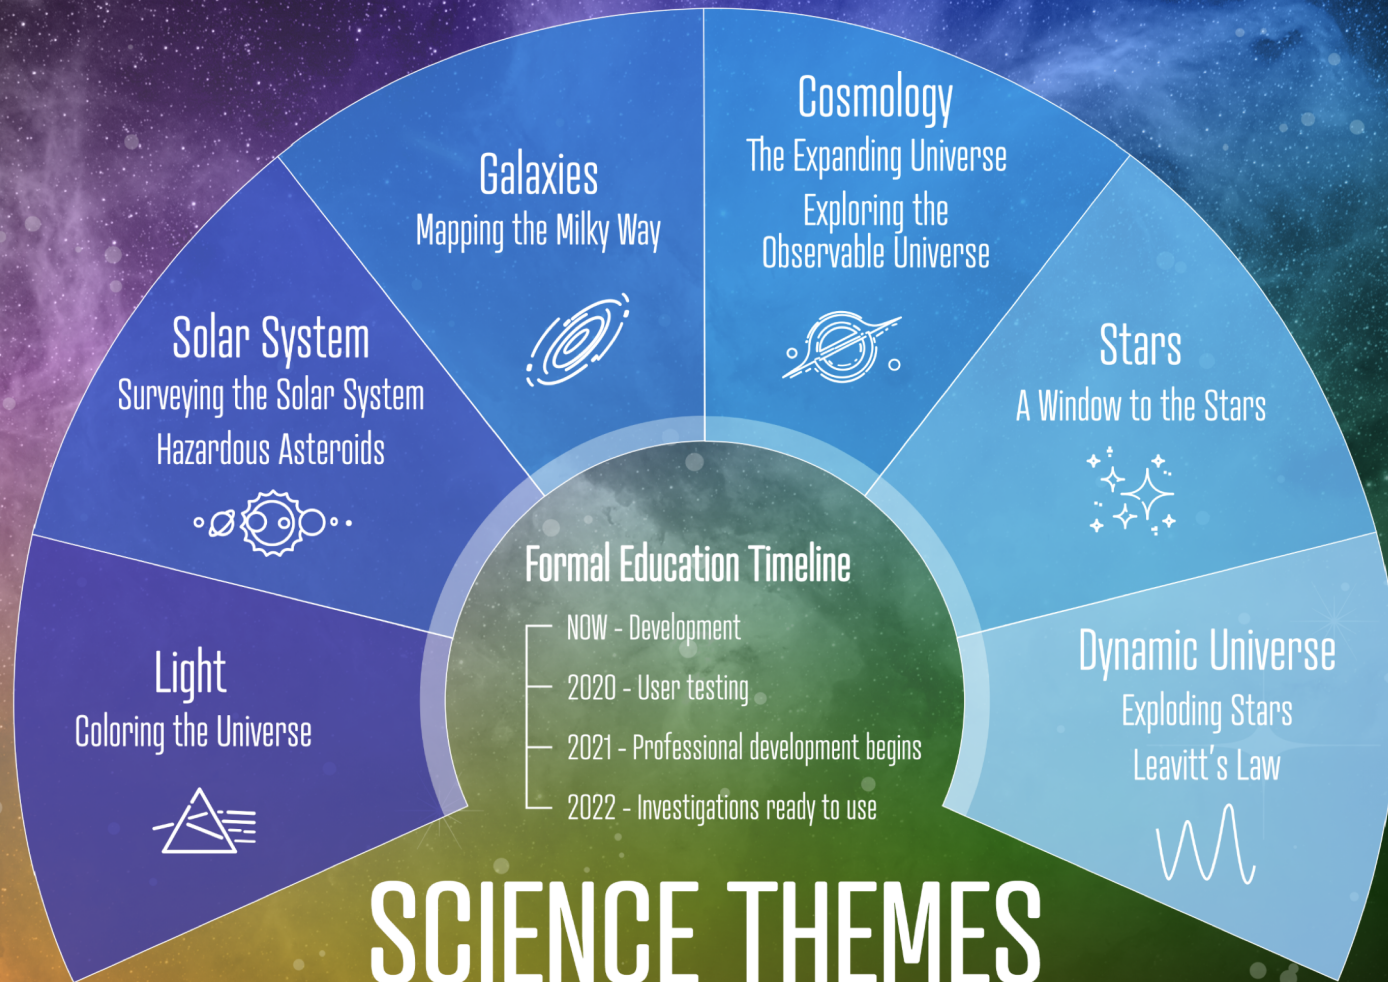 Cosmology
The Expanding Universe
Exploring the
Observable Universe
Galaxies
Mapping the Milky Way
Solar System
Surveying the Solar System
Hazardous Asteroids
Stars
A Window to the Stars
Light
Coloring the Universe
Dynamic Universe
Exploding Stars
Leavitt's Law
Formal Education Timeline
NOW - Development
2020 - User testing
2021 - Professional development begins
2022 - Investigations ready to use
SCIENCE THEMES